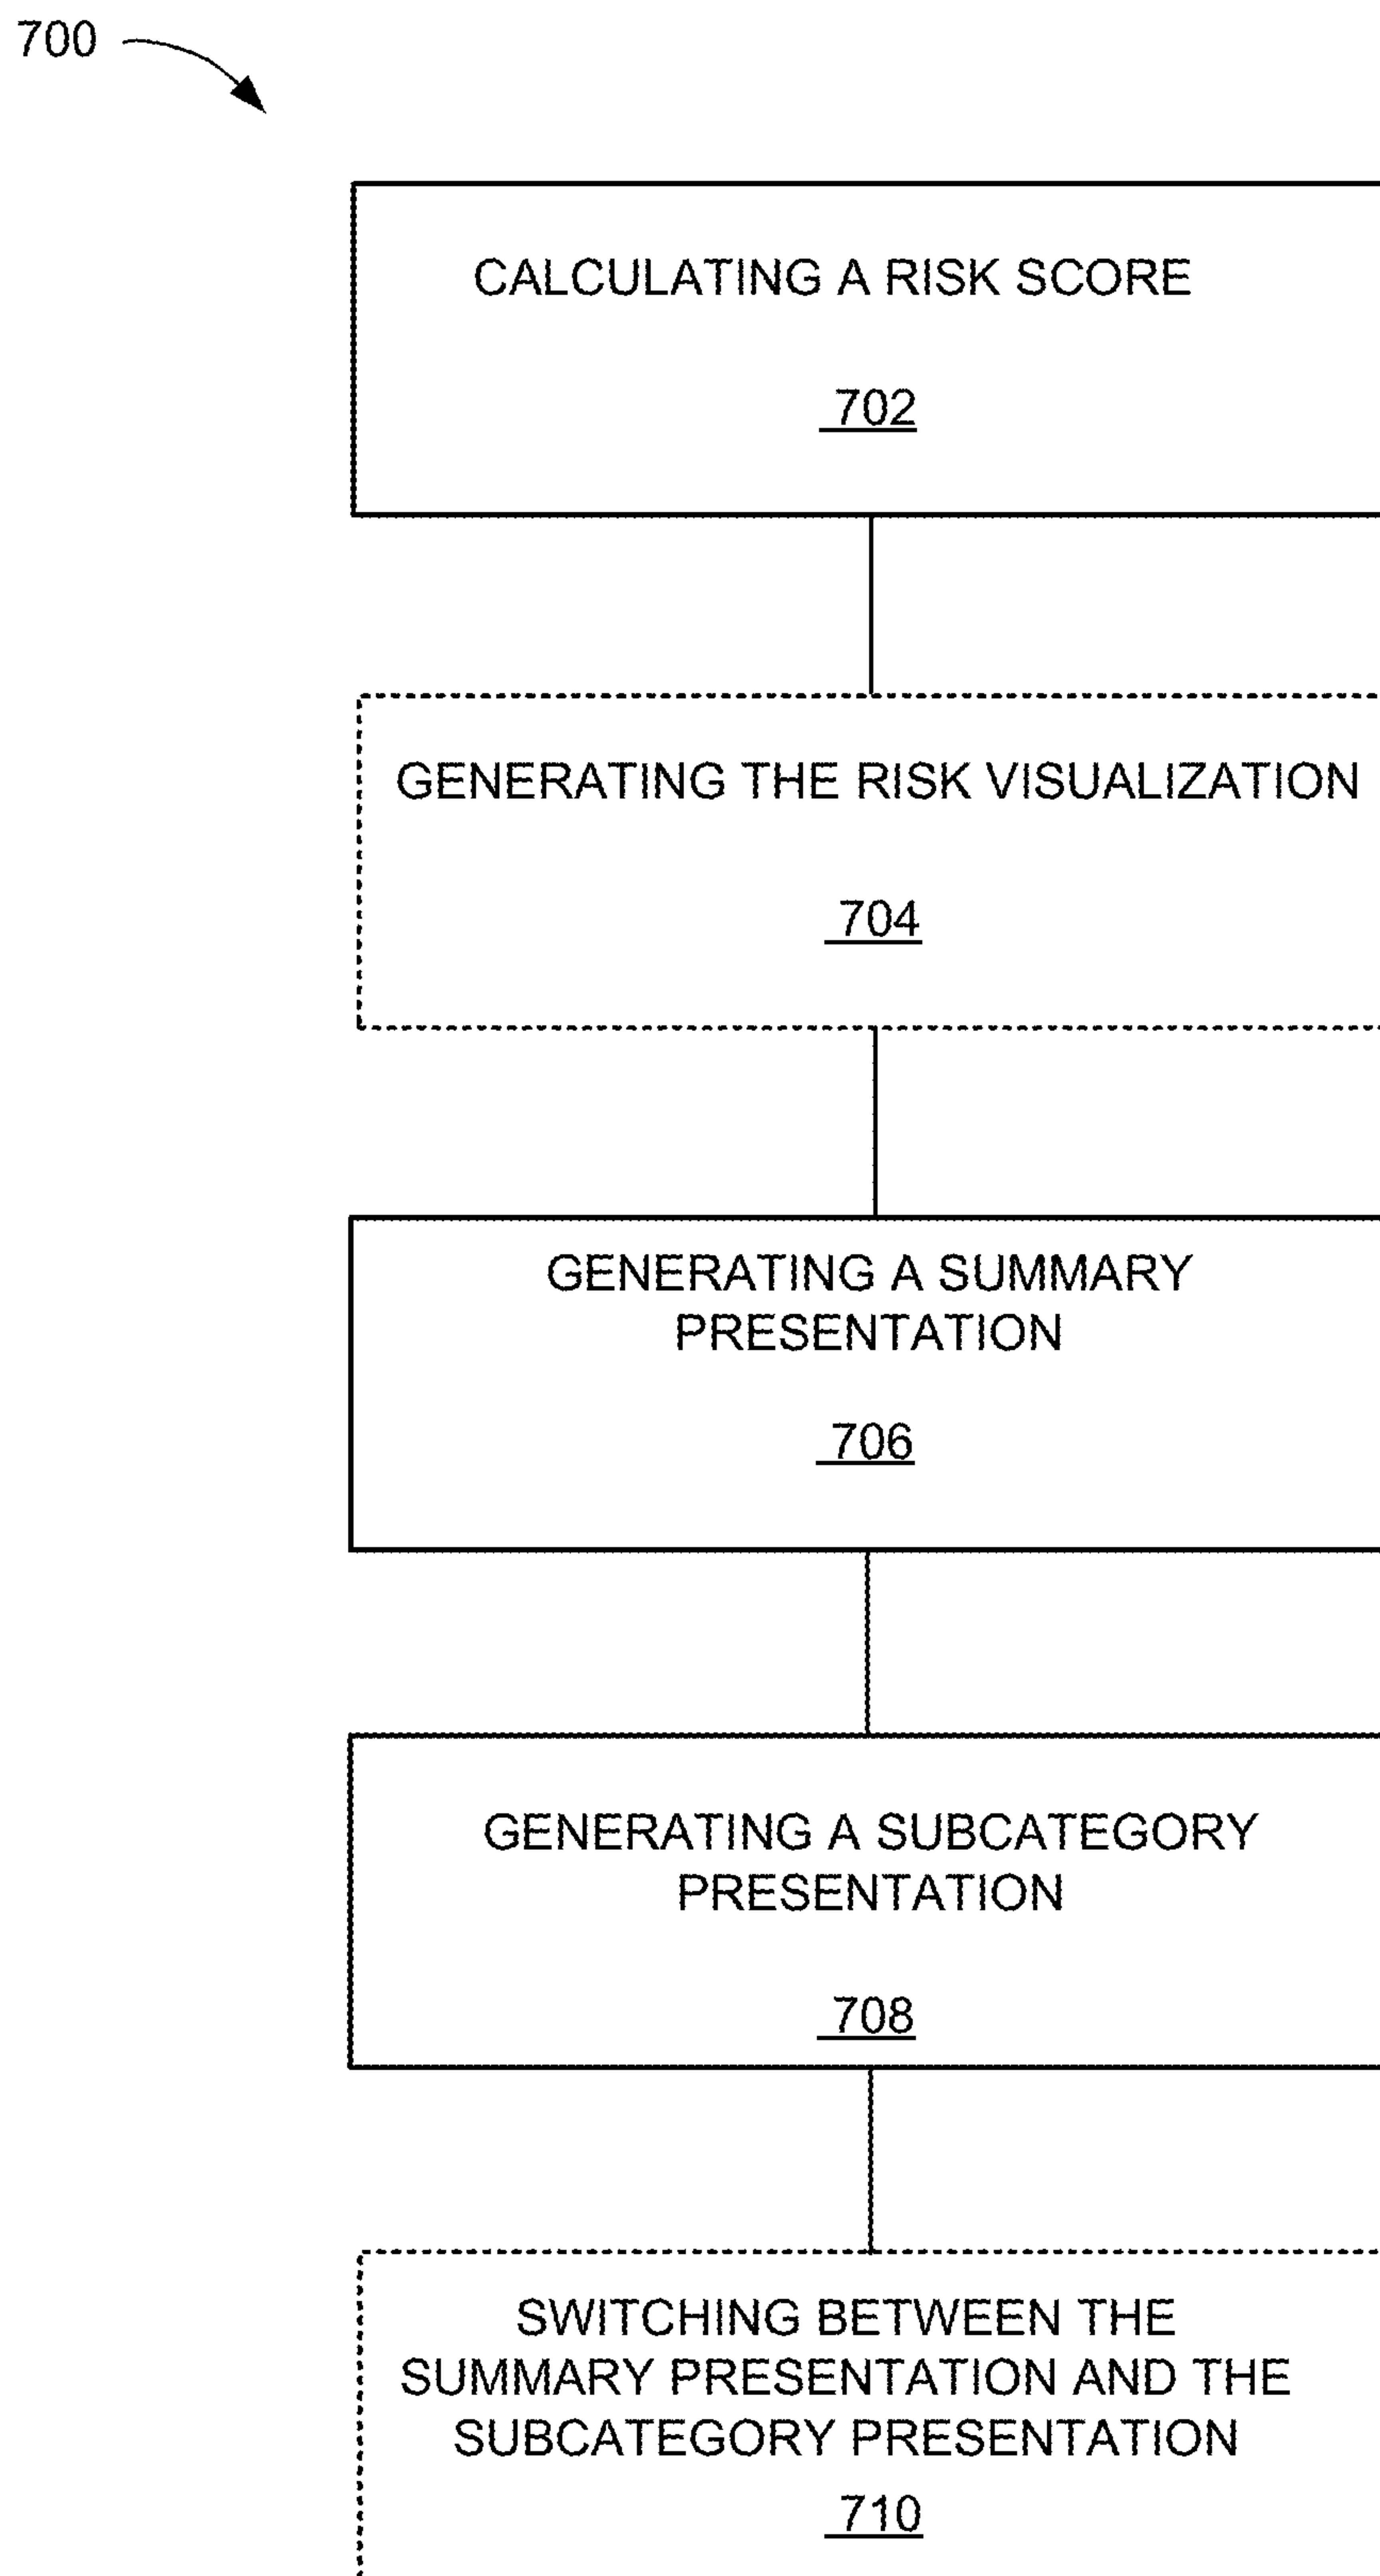 700
CALCULATING A RISK SCORE
702
GENERATING THE RISK VISUALIZATION
704
GENERATING A SUMMARY
PRESENTATION
706
GENERATING A SUBCATEGORY
PRESENTATION
708
SWITCHING BETWEEN THE
SUMMARY PRESENTATION AND THE
SUBCATEGORY PRESENTATION
710